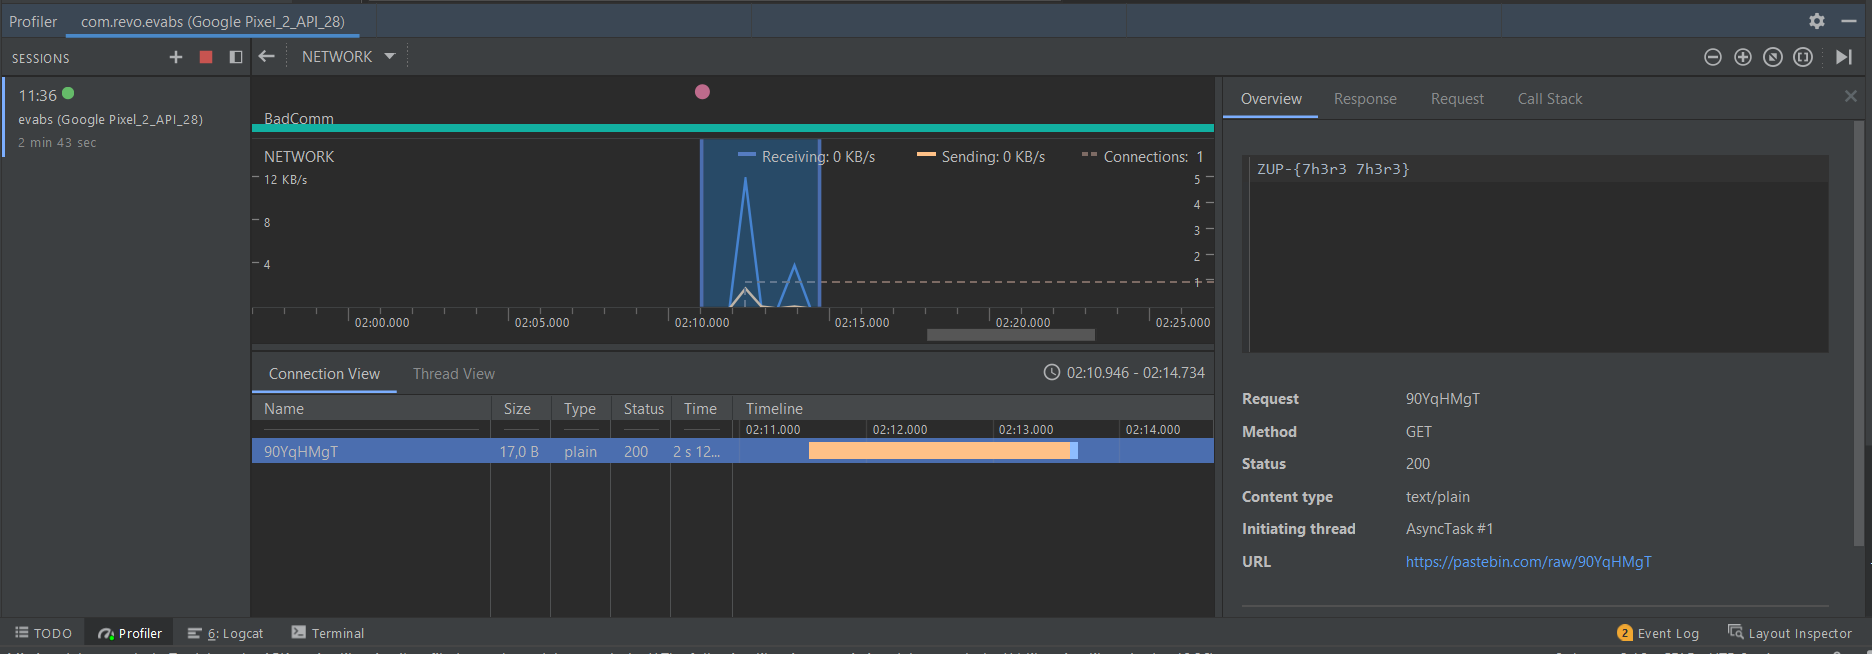 Profiler com.revo.evabs (Google Pixel_2_API_28)
SESSIONS
NETWORK
11:36
evabs (Google Pixel_2_API_28)
2 min 43 sec
BadComm
NETWORK
Receiving: 0 KB/s Sending: 0 KB/s Connections: 1
12 KB/s
8
4
5
4
3
2
1
02:00.000 02:05.000 02:10.000 02:15.000 02:20.000 02:25.000
Connection View Thread View 02:10.946 - 02:14.734
Name Size Type Status Time Timeline
02:11.000 02:12.000 02:13.000 02:14.000
90YqHMgT 17,0 B plain 200 2 s 12...
Overview Response Request Call Stack
ZUP-{7h3r3 7h3r3}
Request 90YqHMgT
Method GET
Status 200
Content type text/plain
Initiating thread AsyncTask #1
URL https://pastebin.com/raw/90YqHMgT
TODO Profiler 6: Logcat Terminal 2 Event Log Layout Inspector